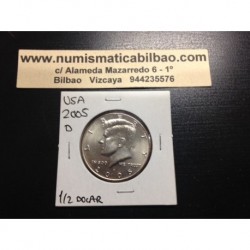 www.numismaticabilbao.com
c/ Alameda Mazarredo 6 - 1º
Bilbao Vizcaya 944235576
USA
2005
D
1/2 DOLAR